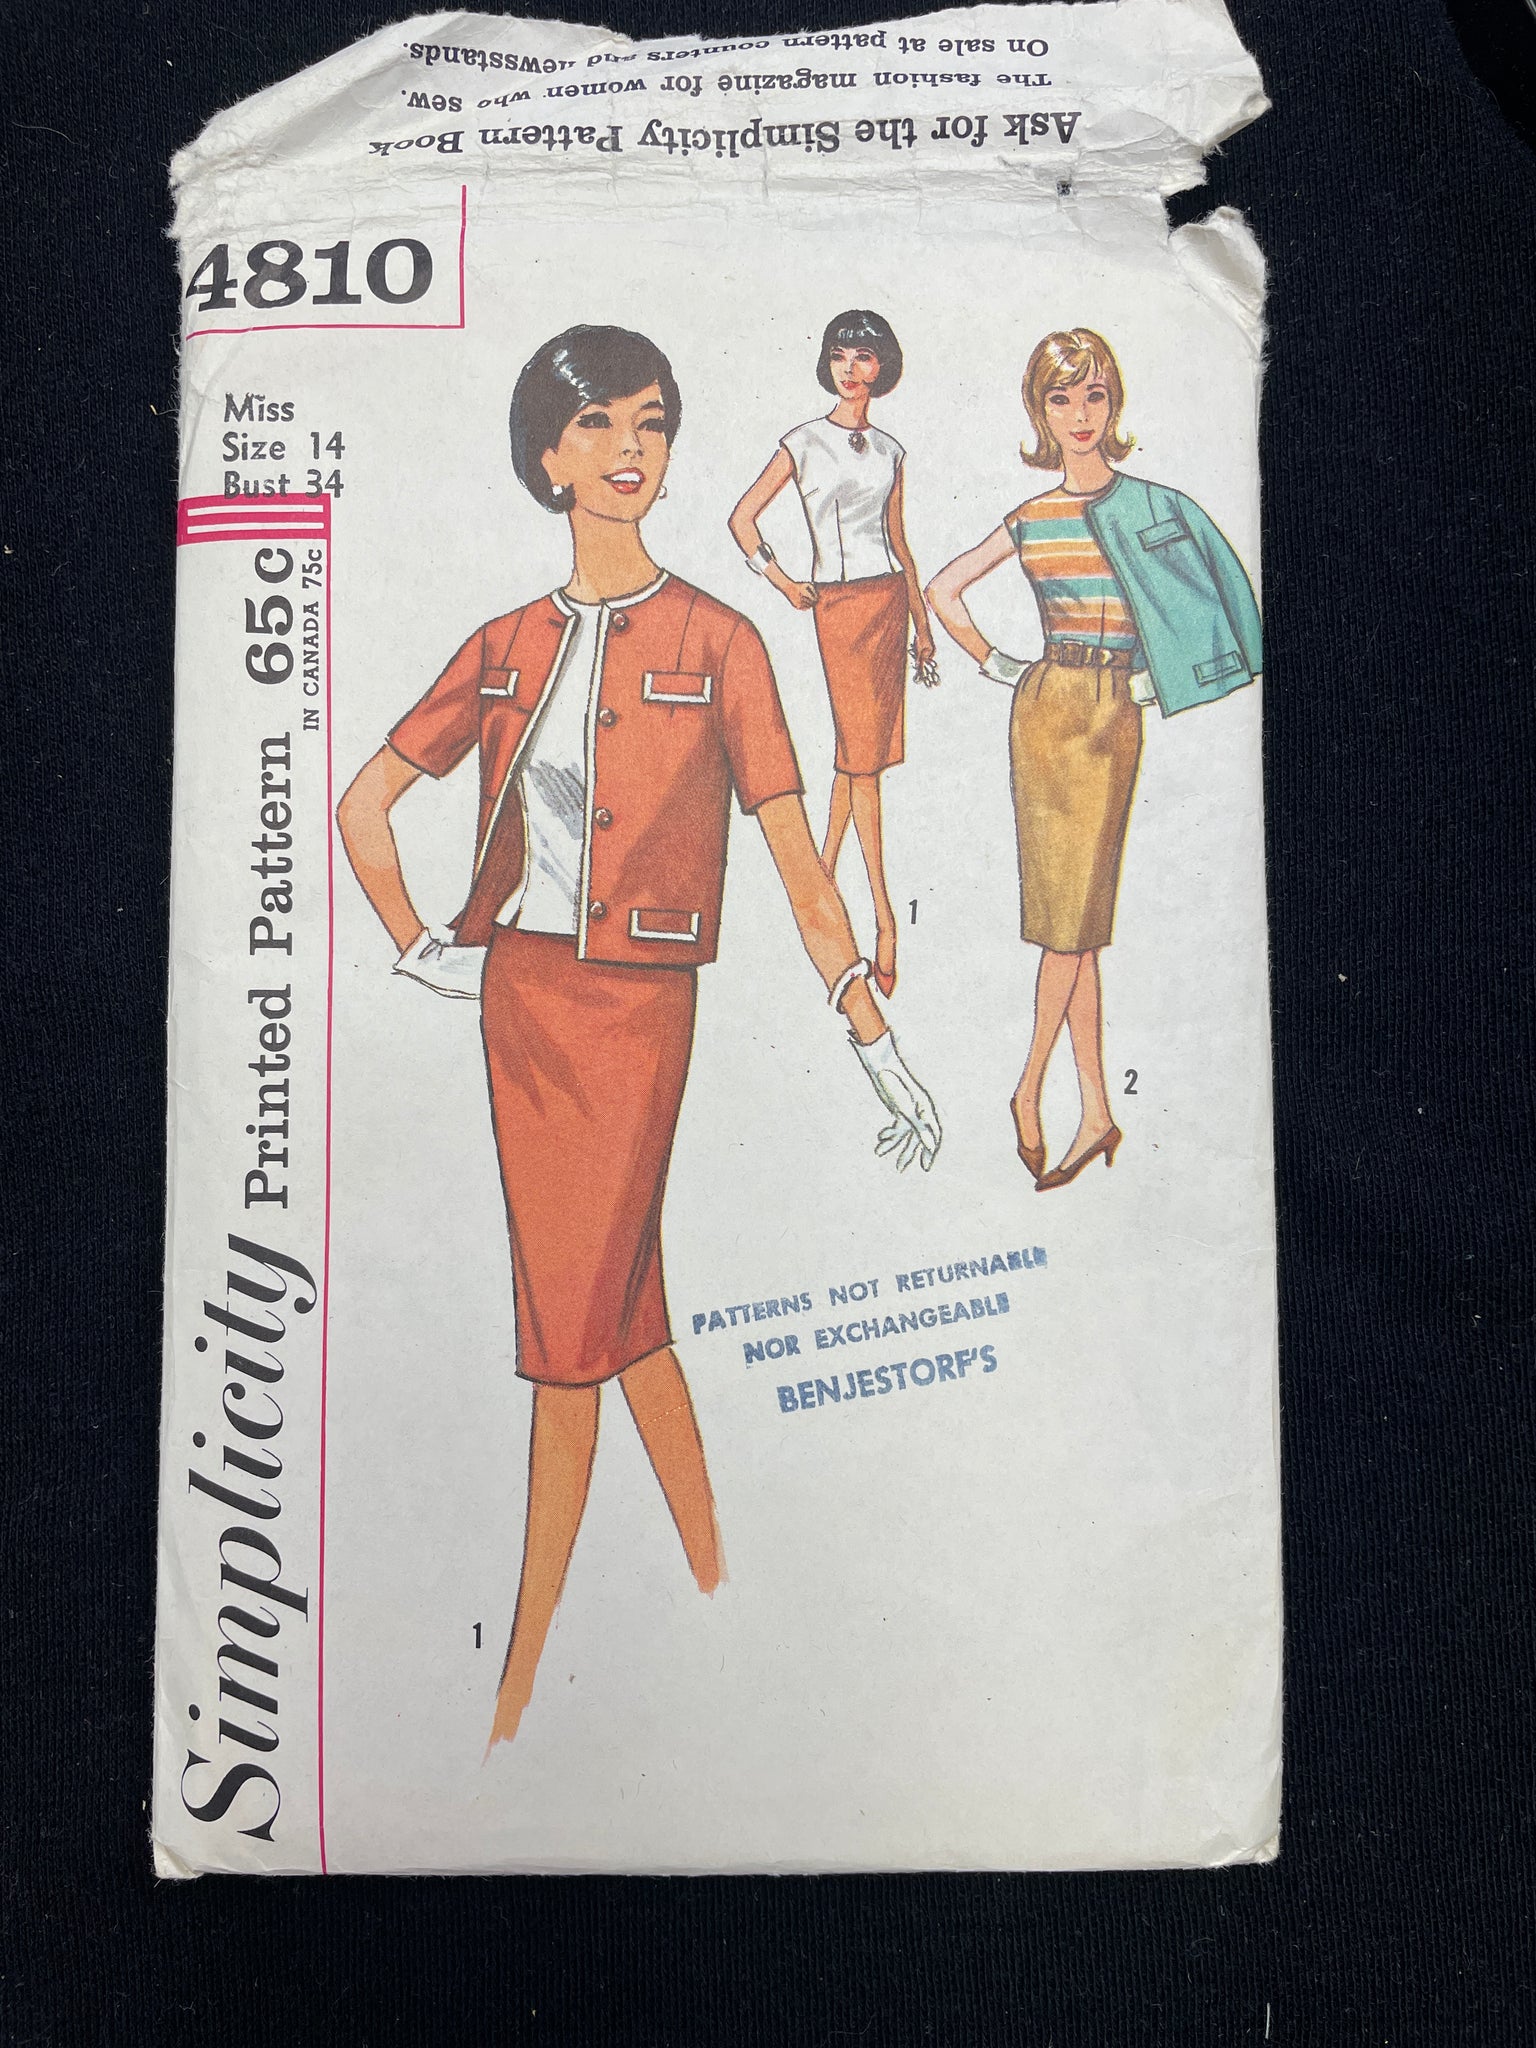 Ask for the Simplicity Pattern Book
The fashion magazine for women who sew.
On sale at pattern counters and newsstands.
4810
Miss
Size 14
Bust 34
Simplicity Printed Pattern 65c
IN CANADA 75c
1
2
1
PATTERNS NOT RETURNABLE
NOR EXCHANGEABLE
BENJESTORF'S